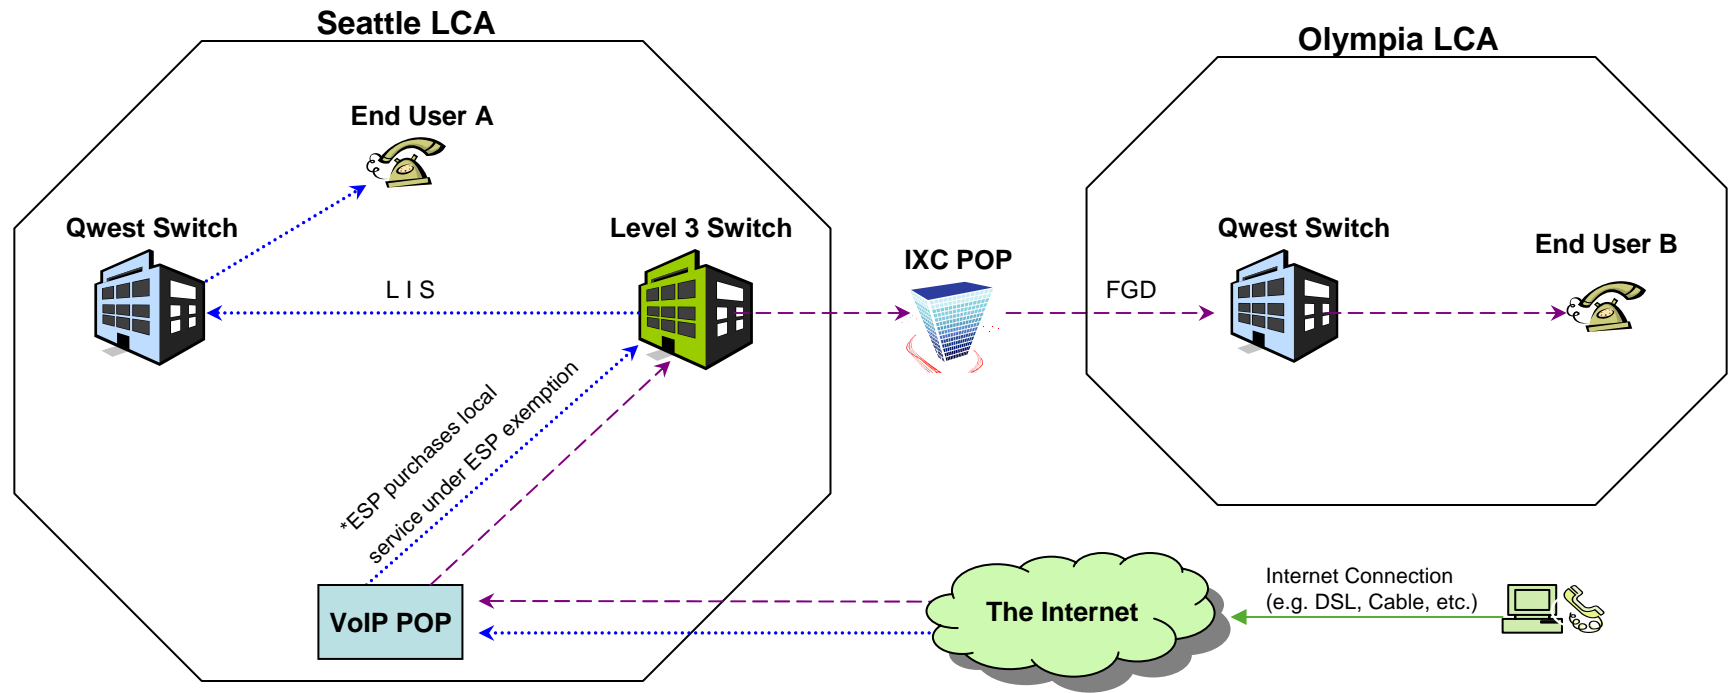 Seattle LCA
Olympia LCA
End User A
Qwest Switch
Level 3 Switch
L I S
IXC POP
FGD
Qwest Switch
End User B
*ESP purchases local
service under ESP exemption
VoIP POP
The Internet
Internet Connection
(e.g. DSL, Cable, etc.)